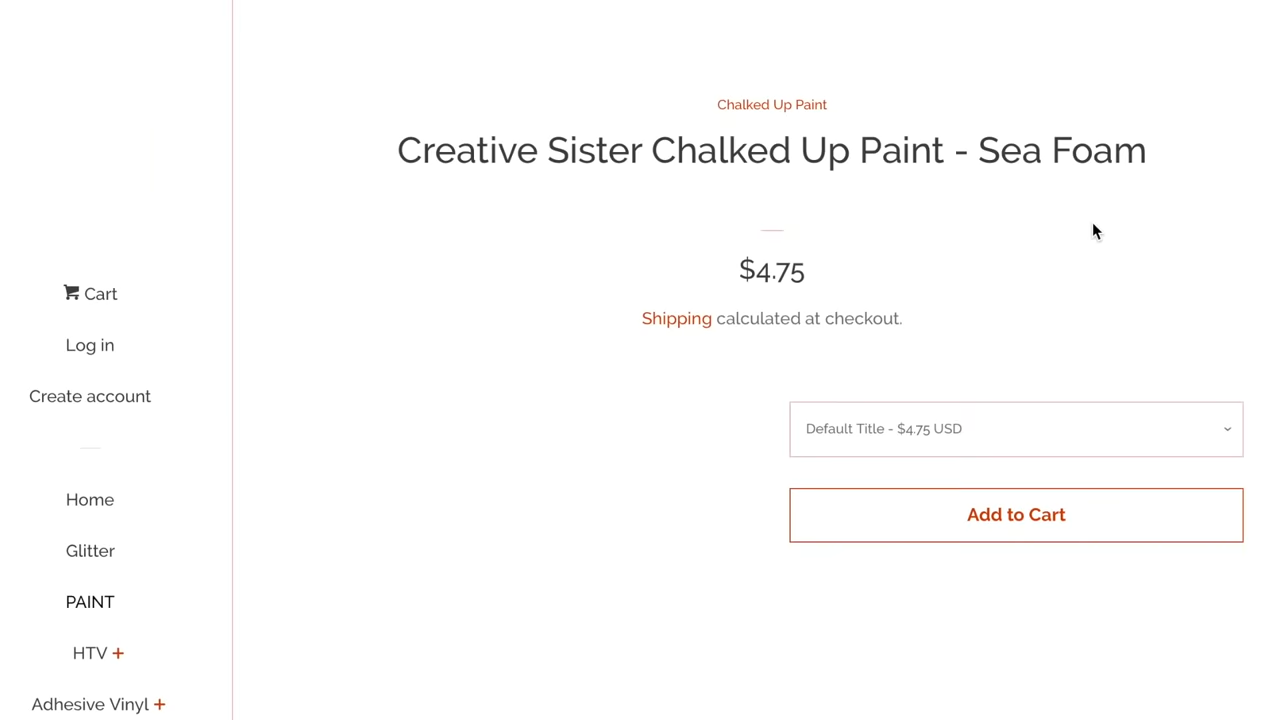 Cart
Log in
Create account
Home
Glitter
PAINT
HTV +
Adhesive Vinyl +
Chalked Up Paint
Creative Sister Chalked Up Paint - Sea Foam
$4.75
Shipping calculated at checkout.
Default Title - $4.75 USD
Add to Cart